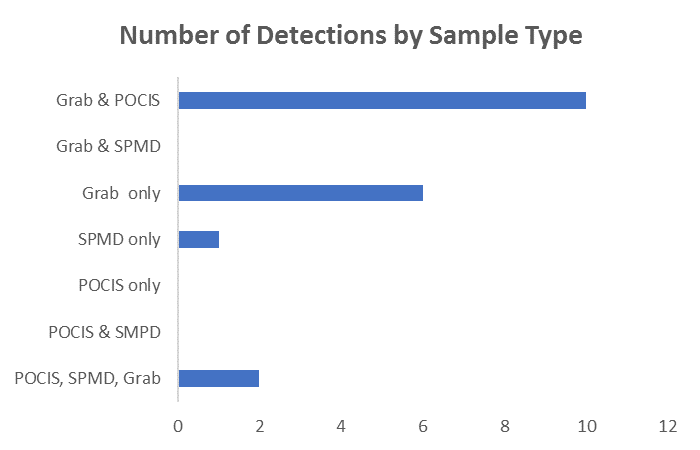 Number of Detections by Sample Type
Grab & POCIS
Grab & SPMD
Grab  only
SPMD only
POCIS only
POCIS & SMPD
POCIS, SPMD, Grab
0 2 4 6 8 10 12